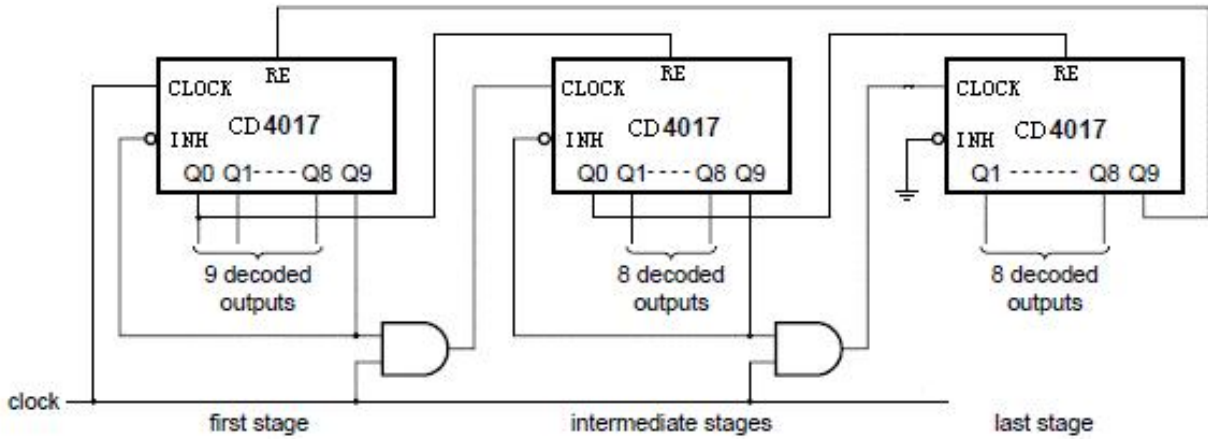 RE
CLOCK
CD4017
INH
Q0 Q1 ---- Q8 Q9
9 decoded
outputs
RE
CLOCK
CD4017
INH
Q0 Q1 ---- Q8 Q9
8 decoded
outputs
RE
CLOCK
CD4017
INH
Q1 ------ Q8 Q9
8 decoded
outputs
clock
first stage
intermediate stages
last stage